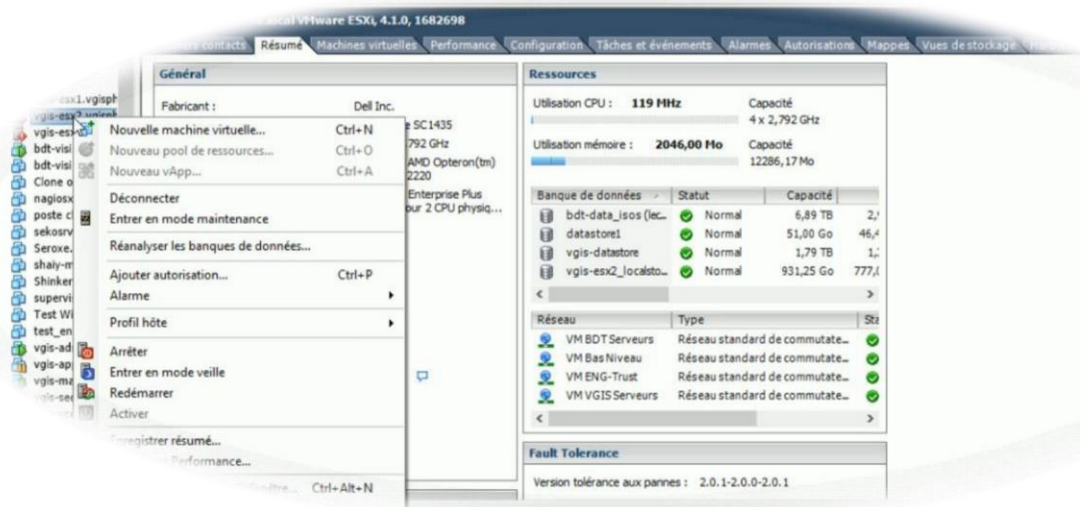 VMware ESXi, 4.1.0, 1682698
contacts Résumé Machines virtuelles Performance Configuration Tâches et événements Alarmes Autorisations Mappes Vues de stockage
Général
Fabricant : Dell Inc.
SC1435
AMD Opteron(tm)
2220
Enterprise Plus
2 CPU physiq...
vgis-esx2
bdt-visi
bdt-visi
Clone
nagiosx
poste
sekosrv
Seroxe.
shaiy-m
Shinker
supervi
Test Wi
test_en
vgis-ad
vgis-ap
vgis-ma
Nouvelle machine virtuelle... Ctrl+N
Nouveau pool de ressources... Ctrl+O
Nouveau vApp... Ctrl+A
Déconnecter
Entrer en mode maintenance
Réanalyser les banques de données...
Ajouter autorisation... Ctrl+P
Alarme
Profil hôte
Arrêter
Entrer en mode veille
Redémarrer
Activer
Enregistrer résumé...
Performance...
Ctrl+Alt+N
Ressources
Utilisation CPU : 119 MHz Capacité
4 x 2,792 GHz
Utilisation mémoire : 2046,00 Mo Capacité
12286,17 Mo
Banque de données Statut Capacité
bdt-data_isos (lec... Normal 6,89 TB
datastore1 Normal 51,00 Go 46,4
vgis-datastore Normal 1,79 TB
vgis-esx2_localsto... Normal 931,25 Go
Réseau Type
VM BDT Serveurs Réseau standard de commutate...
VM Bas Niveau Réseau standard de commutate...
VM ENG-Trust Réseau standard de commutate...
VM VGIS Serveurs Réseau standard de commutate...
Fault Tolerance
Version tolérance aux pannes : 2.0.1-2.0.0-2.0.1